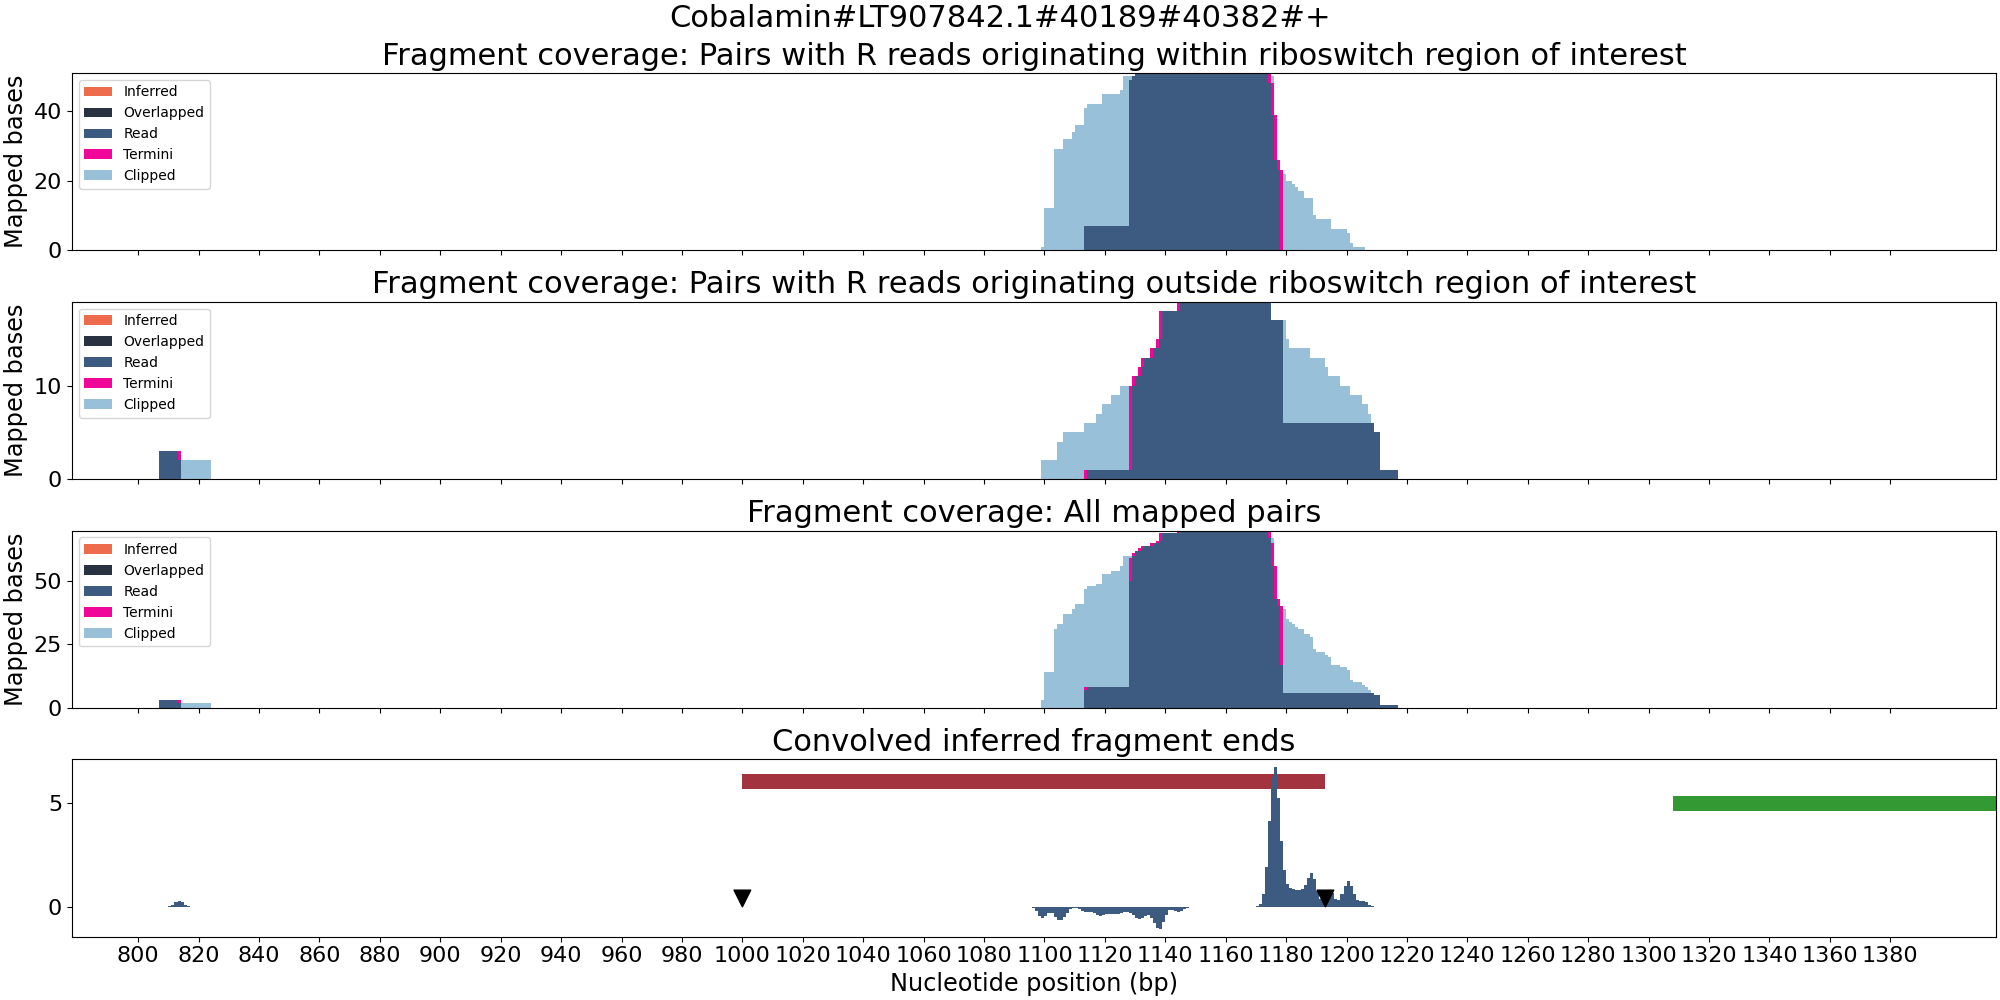 Cobalamin#LT907842.1#40189#40382#+
Fragment coverage: Pairs with R reads originating within riboswitch region of interest
Mapped bases
40
20
0
Inferred
Overlapped
Read
Termini
Clipped
Fragment coverage: Pairs with R reads originating outside riboswitch region of interest
Mapped bases
10
0
Inferred
Overlapped
Read
Termini
Clipped
Fragment coverage: All mapped pairs
Mapped bases
50
25
0
Inferred
Overlapped
Read
Termini
Clipped
Convolved inferred fragment ends
5
0
800 820 840 860 880 900 920 940 960 980 1000 1020 1040 1060 1080 1100 1120 1140 1160 1180 1200 1220 1240 1260 1280 1300 1320 1340 1360 1380
Nucleotide position (bp)